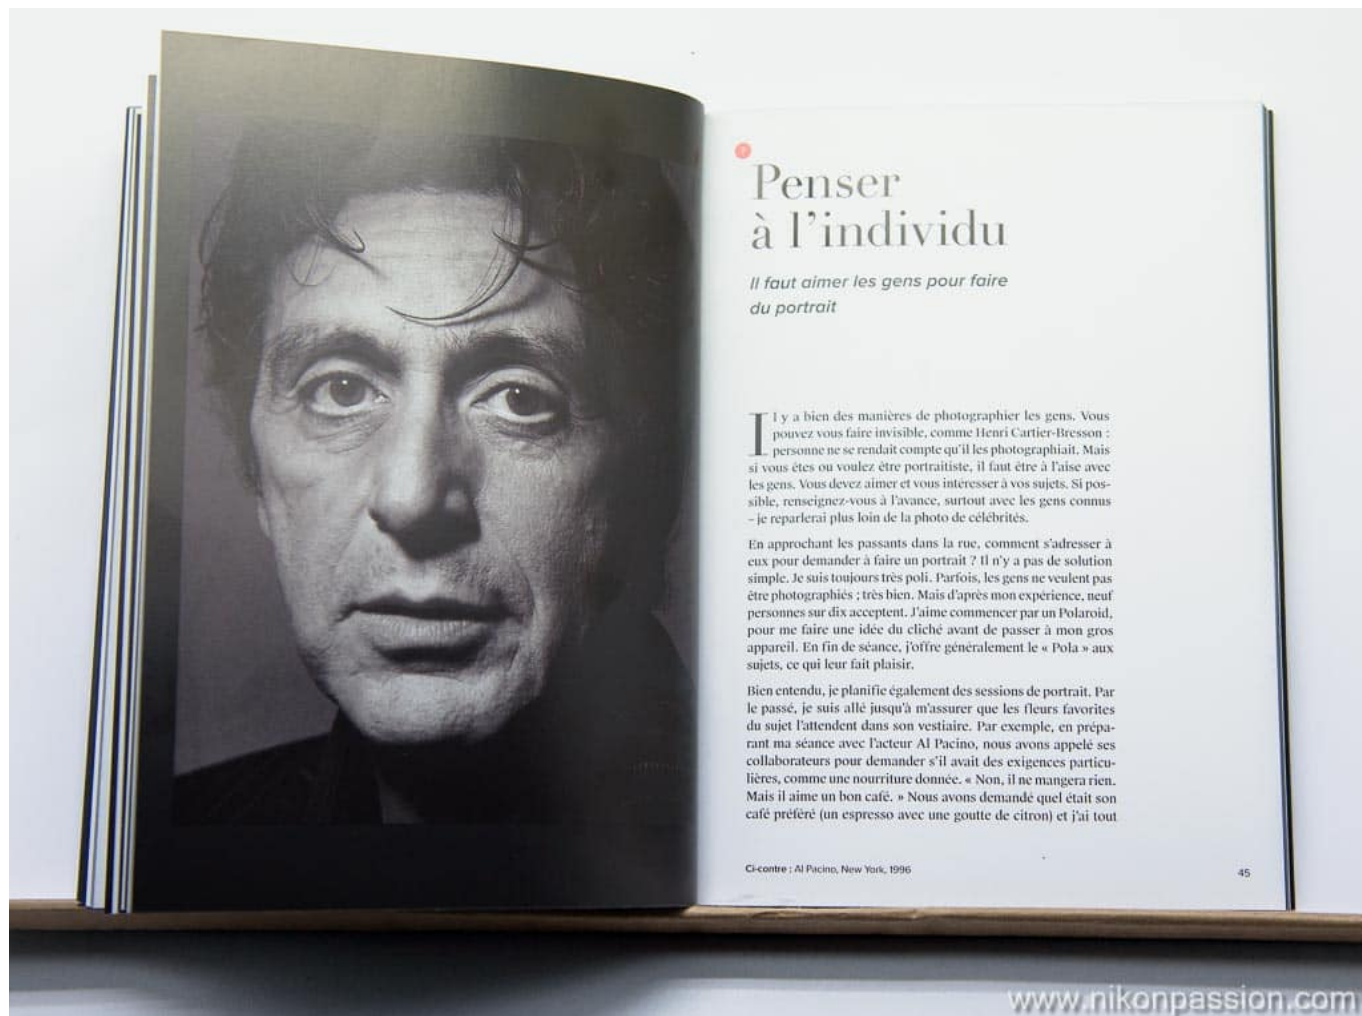 Penser
à l'individu
Il faut aimer les gens pour faire
du portrait
Il y a bien des manières de photographier les gens. Vous
pouvez vous faire invisible, comme Henri Cartier-Bresson :
personne ne se rendait compte qu'il les photographiait. Mais
si vous êtes ou voulez être portraitiste, il faut être à l'aise avec
les gens. Vous devez aimer et vous intéresser à vos sujets. Si pos-
sible, renseignez-vous à l'avance, surtout avec les gens connus
– je reparlerai plus loin de la photo de célébrités.
En approchant les passants dans la rue, comment s'adresser à
eux pour demander à faire un portrait ? Il n'y a pas de solution
simple. Je suis toujours très poli. Parfois, les gens ne veulent pas
être photographiés ; très bien. Mais d'après mon expérience, neuf
personnes sur dix acceptent. J'aime commencer par un Polaroid,
pour me faire une idée du cliché avant de passer à mon gros
appareil. En fin de séance, j'offre généralement le « Pola » aux
sujets, ce qui leur fait plaisir.
Bien entendu, je planifie également des sessions de portrait. Par
le passé, je suis allé jusqu'à m'assurer que les fleurs favorites
du sujet l'attendent dans son vestiaire. Par exemple, en prépa-
rant ma séance avec l'acteur Al Pacino, nous avons appelé ses
collaborateurs pour demander s'il avait des exigences particu-
lières, comme une nourriture donnée. « Non, il ne mangera rien.
Mais il aime un bon café. » Nous avons demandé quel était son
café préféré (un espresso avec une goutte de citron) et j'ai tout
Ci-contre : Al Pacino, New York, 1996
45
www.nikonpassion.com